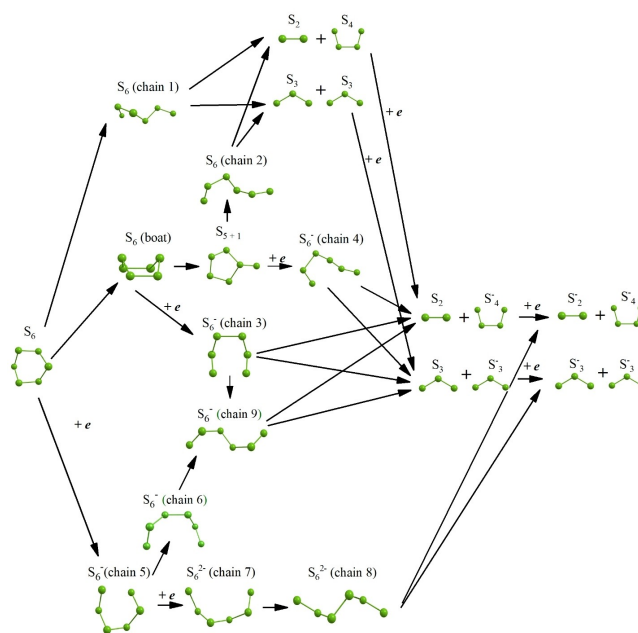 S₂ + S₄
S₆ (chain 1)
S₃ + S₃
+ e
+ e
S₆ (chain 2)
S₆ (boat)
S₅₊₁
S₆⁻ (chain 4)
+ e
+ e
S₂ + S⁻₄ + e S⁻₂ + S⁻₄
S₆
S₆⁻ (chain 3)
S₃ + S⁻₃ + e S⁻₃ + S⁻₃
S₆⁻ (chain 9)
+ e
S₆⁻ (chain 6)
S₆⁻(chain 5)
S₆²⁻ (chain 7)
S₆²⁻ (chain 8)
+ e